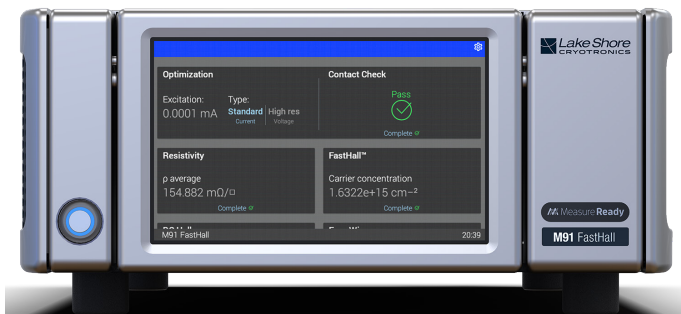 Lake Shore
CRYOTRONICS
Optimization
Contact Check
Excitation:
Type:
0.0001 mA
Standard
High res
Current
Voltage
Pass
Complete
Resistivity
ρ average
154.882 mΩ/□
Complete
FastHall™
Carrier concentration
1.6322e+15 cm−²
Complete
M91 FastHall
20:39
MeasureReady
M91 FastHall